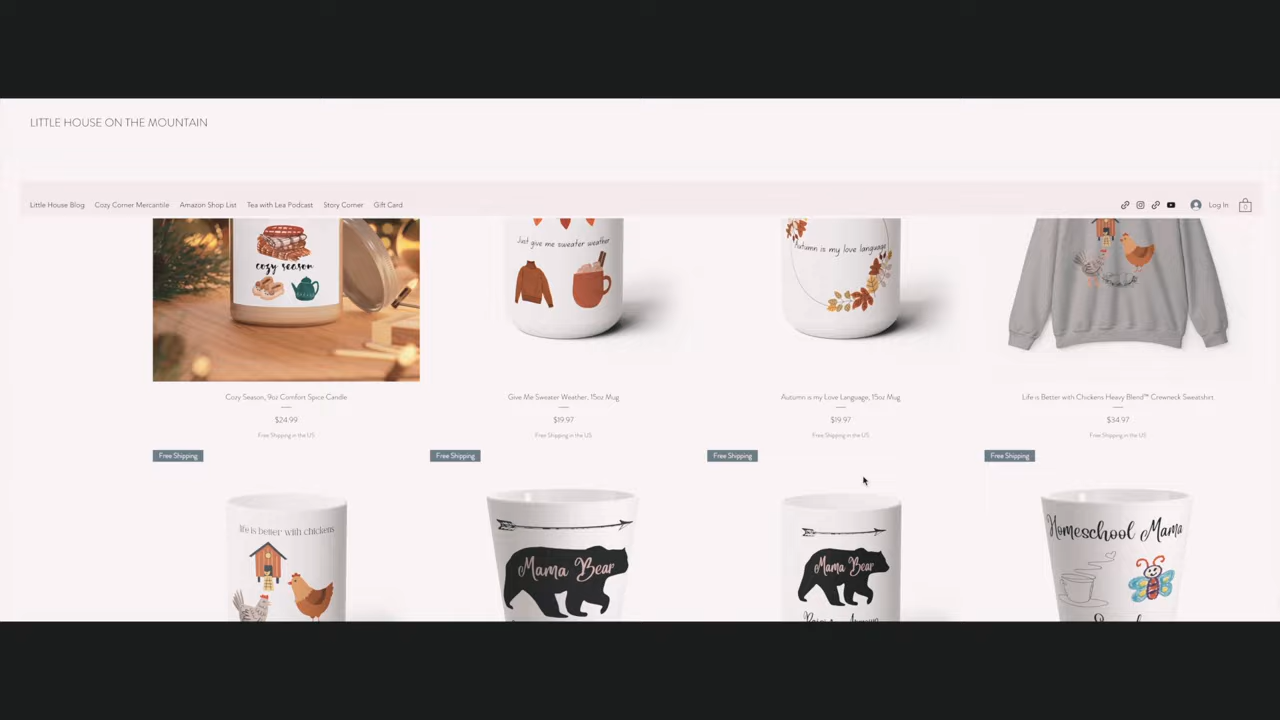 LITTLE HOUSE ON THE MOUNTAIN
Little House Blog Cozy Corner Mercantile Amazon Shop List Tea with Lea Podcast Story Corner Gift Card Log In
cozy season
Just give me sweater weather
Autumn is my love language
Cozy Season, 9oz Comfort Spice Candle
$24.99
Free Shipping in the US
Give Me Sweater Weather, 15oz Mug
$19.97
Free Shipping in the US
Autumn is my Love Language, 15oz Mug
$19.97
Free Shipping in the US
Life is Better with Chickens Heavy Blend™ Crewneck Sweatshirt
$34.97
Free Shipping in the US
Free Shipping
life is better with chickens
Free Shipping
Mama Bear
Free Shipping
Mama Bear
Free Shipping
Homeschool Mama